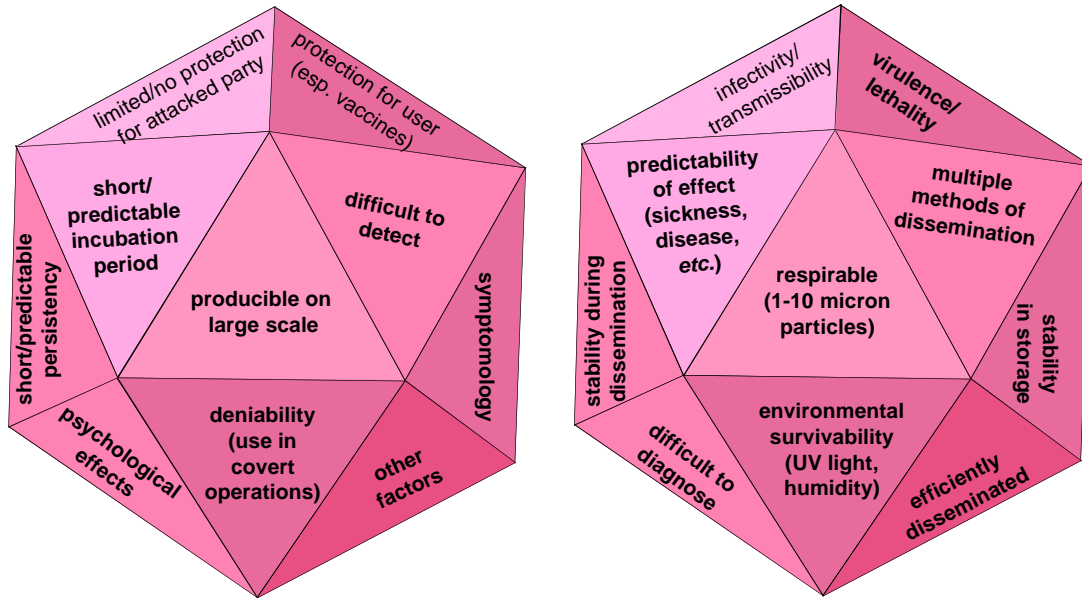 limited/no protection
for attacked party
protection for user
(esp. vaccines)
short/
predictable
incubation
period
difficult to
detect
short/predictable
persistency
producible on
large scale
symptomology
psychological
effects
deniability
(use in
covert
operations)
other
factors
infectivity/
transmissibility
virulence/
lethality
predictability
of effect
(sickness,
disease,
etc.)
multiple
methods of
dissemination
stability during
dissemination
respirable
(1-10 micron
particles)
stability
in storage
difficult to
diagnose
environmental
survivability
(UV light,
humidity)
efficiently
disseminated